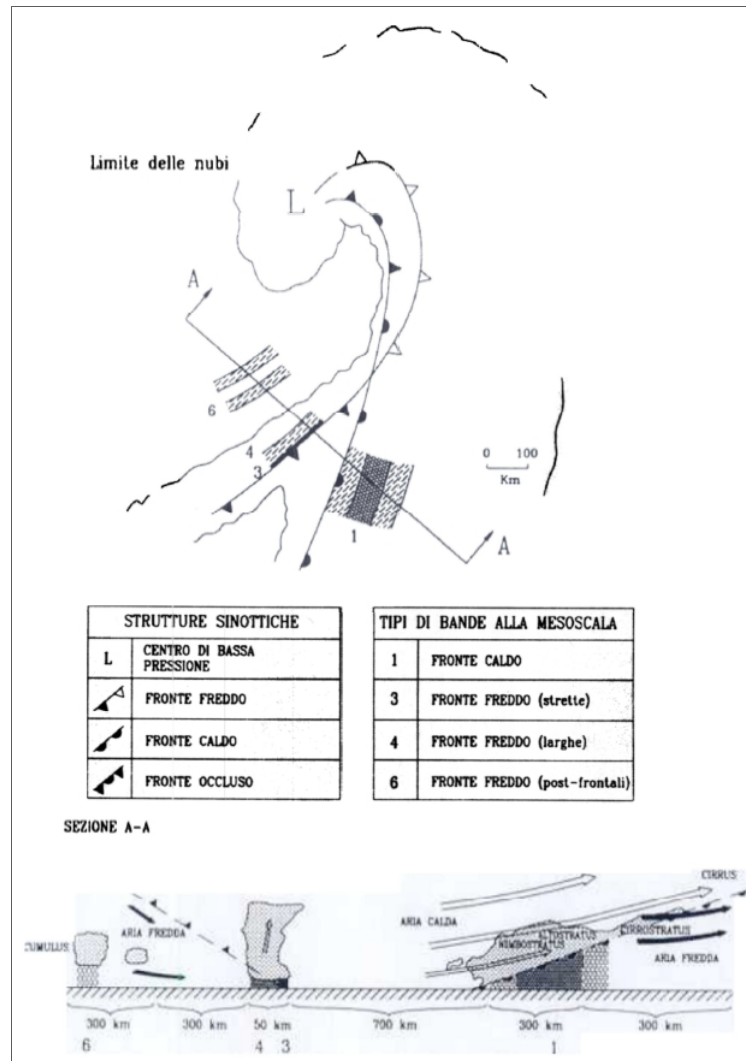 Limite delle nubi
L
A
6
4
3
0 100
Km
1
A
STRUTTURE SINOTTICHE
L CENTRO DI BASSA
PRESSIONE
FRONTE FREDDO
FRONTE CALDO
FRONTE OCCLUSO
TIPI DI BANDE ALLA MESOSCALA
1 FRONTE CALDO
3 FRONTE FREDDO (strette)
4 FRONTE FREDDO (larghe)
6 FRONTE FREDDO (post-frontali)
SEZIONE A-A
CIRRUS
ARIA CALDA
ARIA FREDDA
CUMULUS
ALTOSTRATUS
CIRROSTRATUS
NIMBOSTRATUS
ARIA FREDDA
300 km 300 km 50 km 700 km 300 km 300 km
6 4 3 1